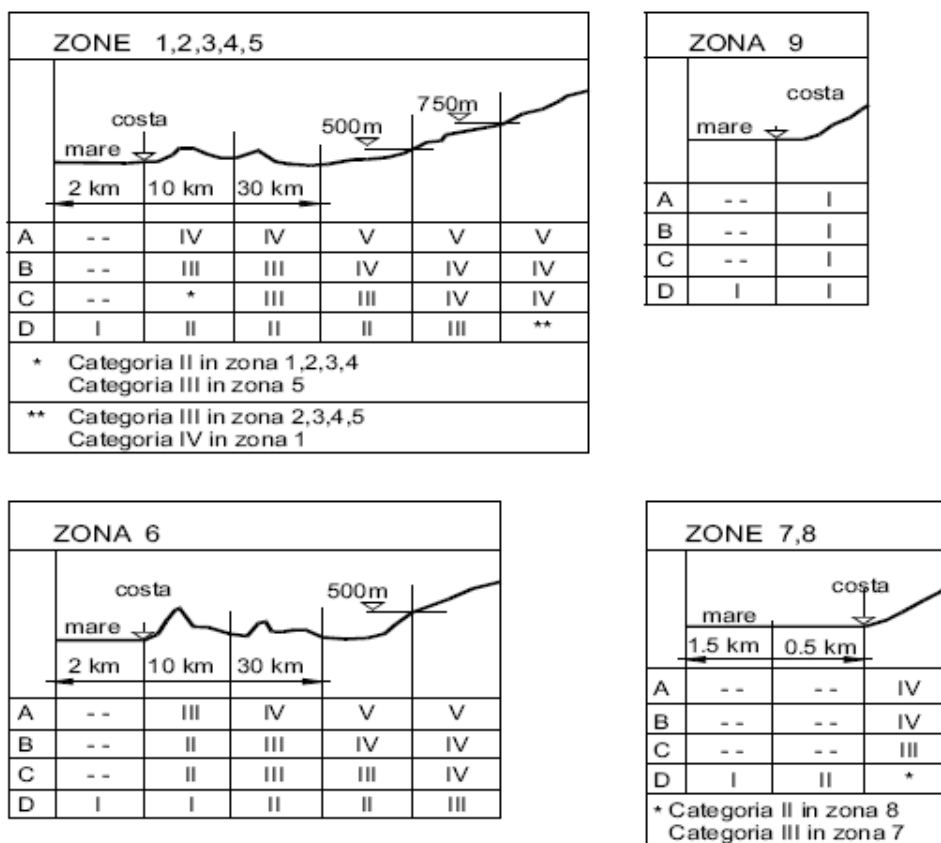 ZONE 1,2,3,4,5
costa
mare
500m
750m
2 km 10 km 30 km
A -- IV IV V V V
B -- III III IV IV IV
C -- * III III IV IV
D I II II II III **
* Categoria II in zona 1,2,3,4
Categoria III in zona 5
** Categoria III in zona 2,3,4,5
Categoria IV in zona 1
ZONA 9
costa
mare
A -- I
B -- I
C -- I
D I I
ZONA 6
costa
mare
500m
2 km 10 km 30 km
A -- III IV V V
B -- II III IV IV
C -- II III III IV
D I I II II III
ZONE 7,8
costa
mare
1.5 km 0.5 km
A -- -- IV
B -- -- IV
C -- -- III
D I II *
* Categoria II in zona 8
Categoria III in zona 7